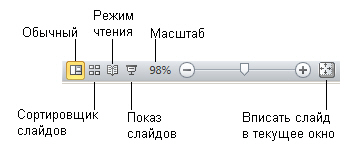 Режим
Обычный чтения Масштаб
98%
Сортировщик Показ Вписать слайд
слайдов слайдов в текущее окно